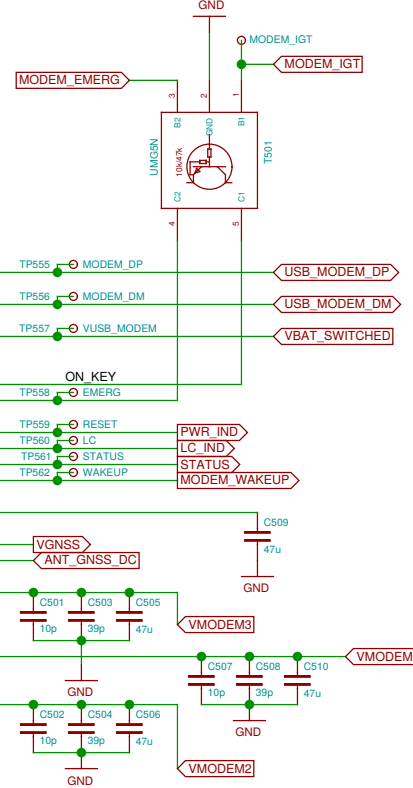 GND
MODEM_IGT
MODEM_IGT
MODEM_EMERG
3
2
1
B2
GND
B1
UMG5N
10k/47k
T501
C2
C1
4
5
TP555 MODEM_DP USB_MODEM_DP
TP556 MODEM_DM USB_MODEM_DM
TP557 VUSB_MODEM VBAT_SWITCHED
ON_KEY
TP558 EMERG
TP559 RESET PWR_IND
TP560 LC LC_IND
TP561 STATUS STATUS
TP562 WAKEUP MODEM_WAKEUP
C509
47u
GND
VGNSS
ANT_GNSS_DC
C501 C503 C505
10p 39p 47u
VMODEM3
GND
VMODEM
C507 C508 C510
10p 39p 47u
GND
C502 C504 C506
10p 39p 47u
VMODEM2
GND